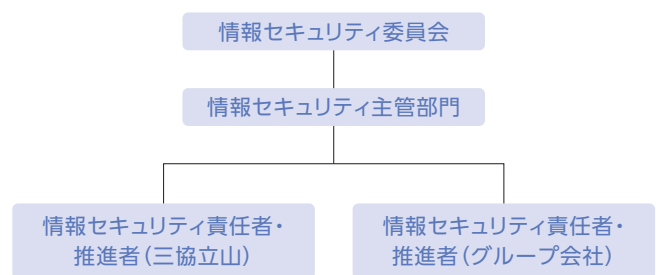 情報セキュリティ委員会
情報セキュリティ主管部門
情報セキュリティ責任者・
推進者（三協立山）
情報セキュリティ責任者・
推進者（グループ会社）